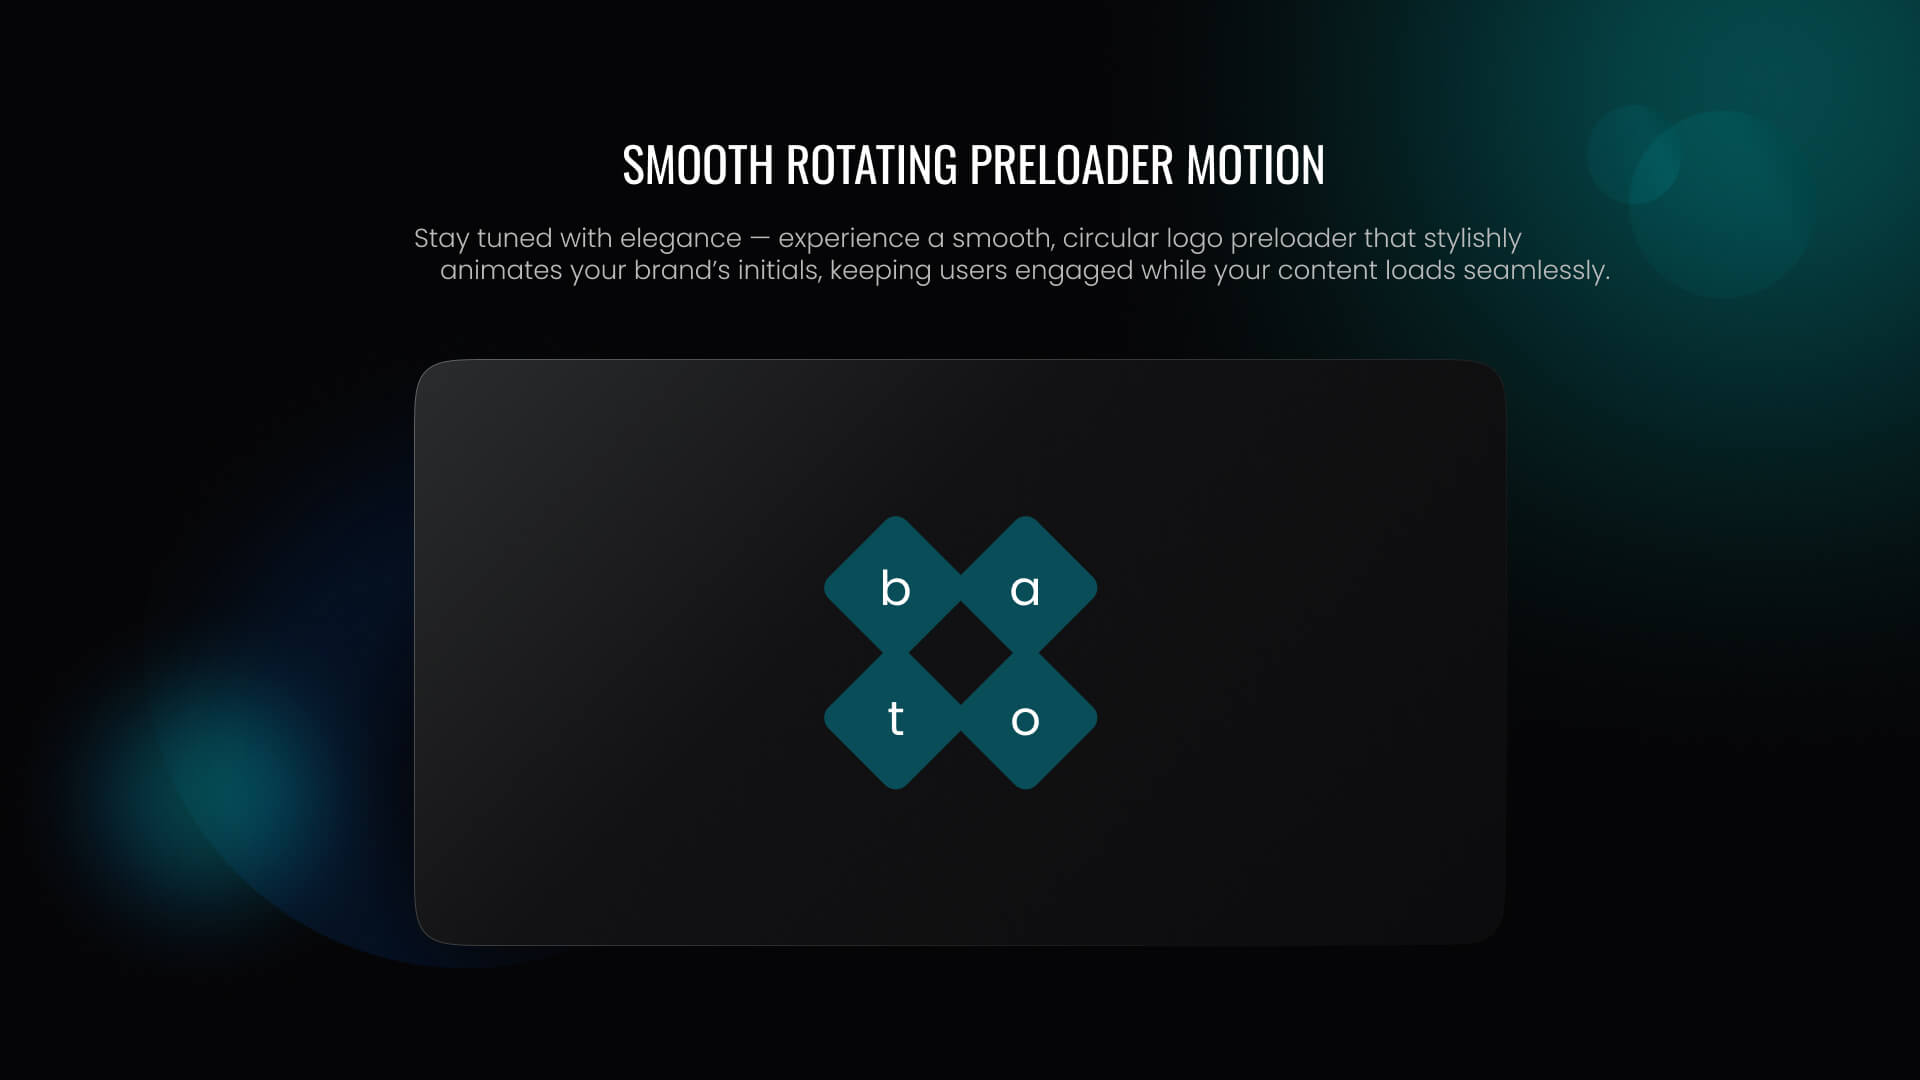 SMOOTH ROTATING PRELOADER MOTION
Stay tuned with elegance — experience a smooth, circular logo preloader that stylishly
animates your brand’s initials, keeping users engaged while your content loads seamlessly.
b a
t o